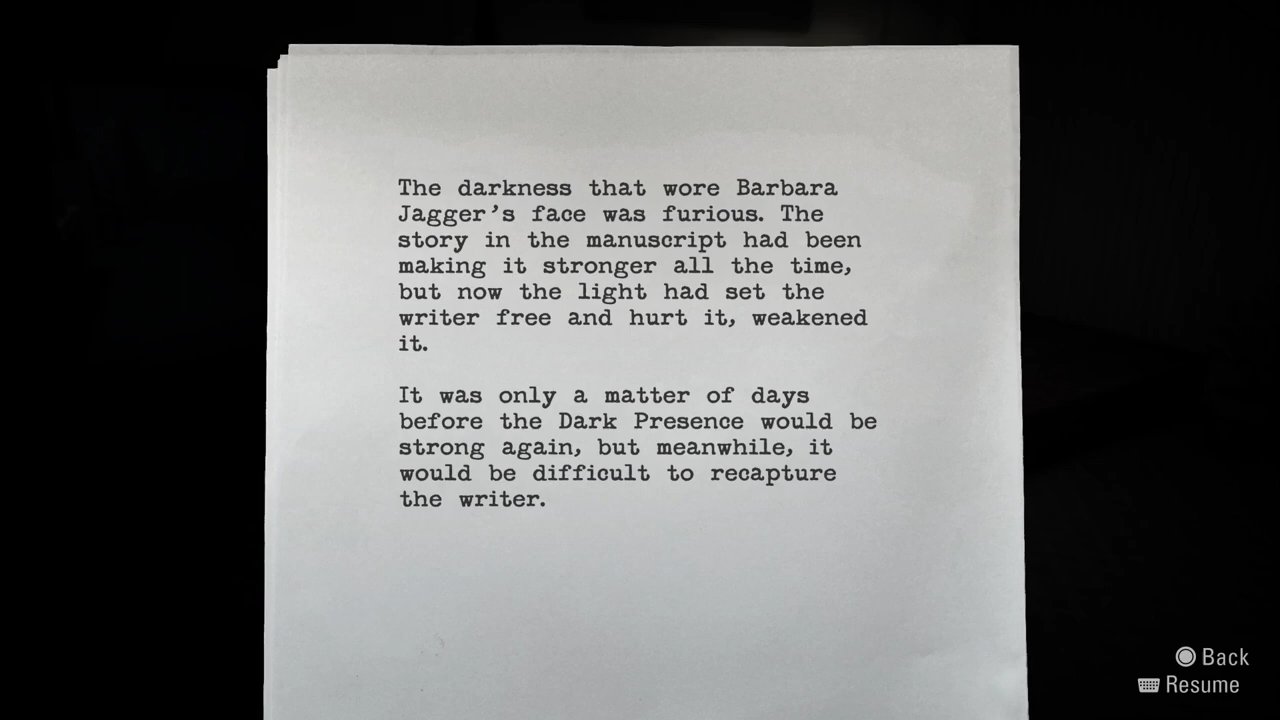 The darkness that wore Barbara
Jagger's face was furious. The
story in the manuscript had been
making it stronger all the time,
but now the light had set the
writer free and hurt it, weakened
it.
It was only a matter of days
before the Dark Presence would be
strong again, but meanwhile, it
would be difficult to recapture
the writer.
Back
Resume